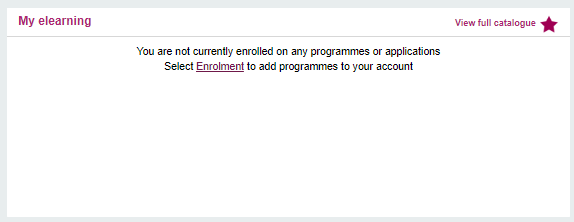 My elearning
View full catalogue
You are not currently enrolled on any programmes or applications
Select Enrolment to add programmes to your account